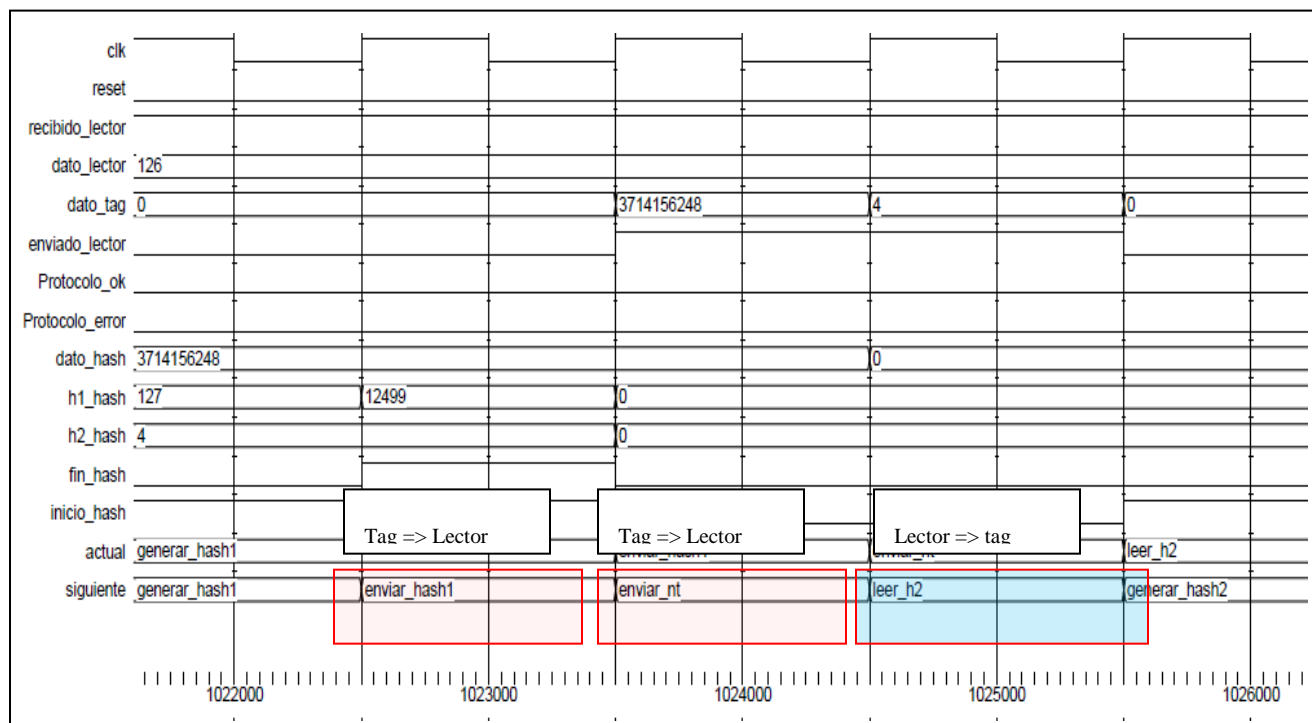 clk
reset
recibido_lector
dato_lector 126
dato_tag 0 3714156248 4 0
enviado_lector
Protocolo_ok
Protocolo_error
dato_hash 3714156248 0
h1_hash 127 12499 0
h2_hash 4 0
fin_hash
inicio_hash
Tag => Lector Tag => Lector Lector => tag
actual generar_hash1 leer_h2
siguiente generar_hash1 enviar_hash1 enviar_nt leer_h2 generar_hash2
1022000 1023000 1024000 1025000 1026000